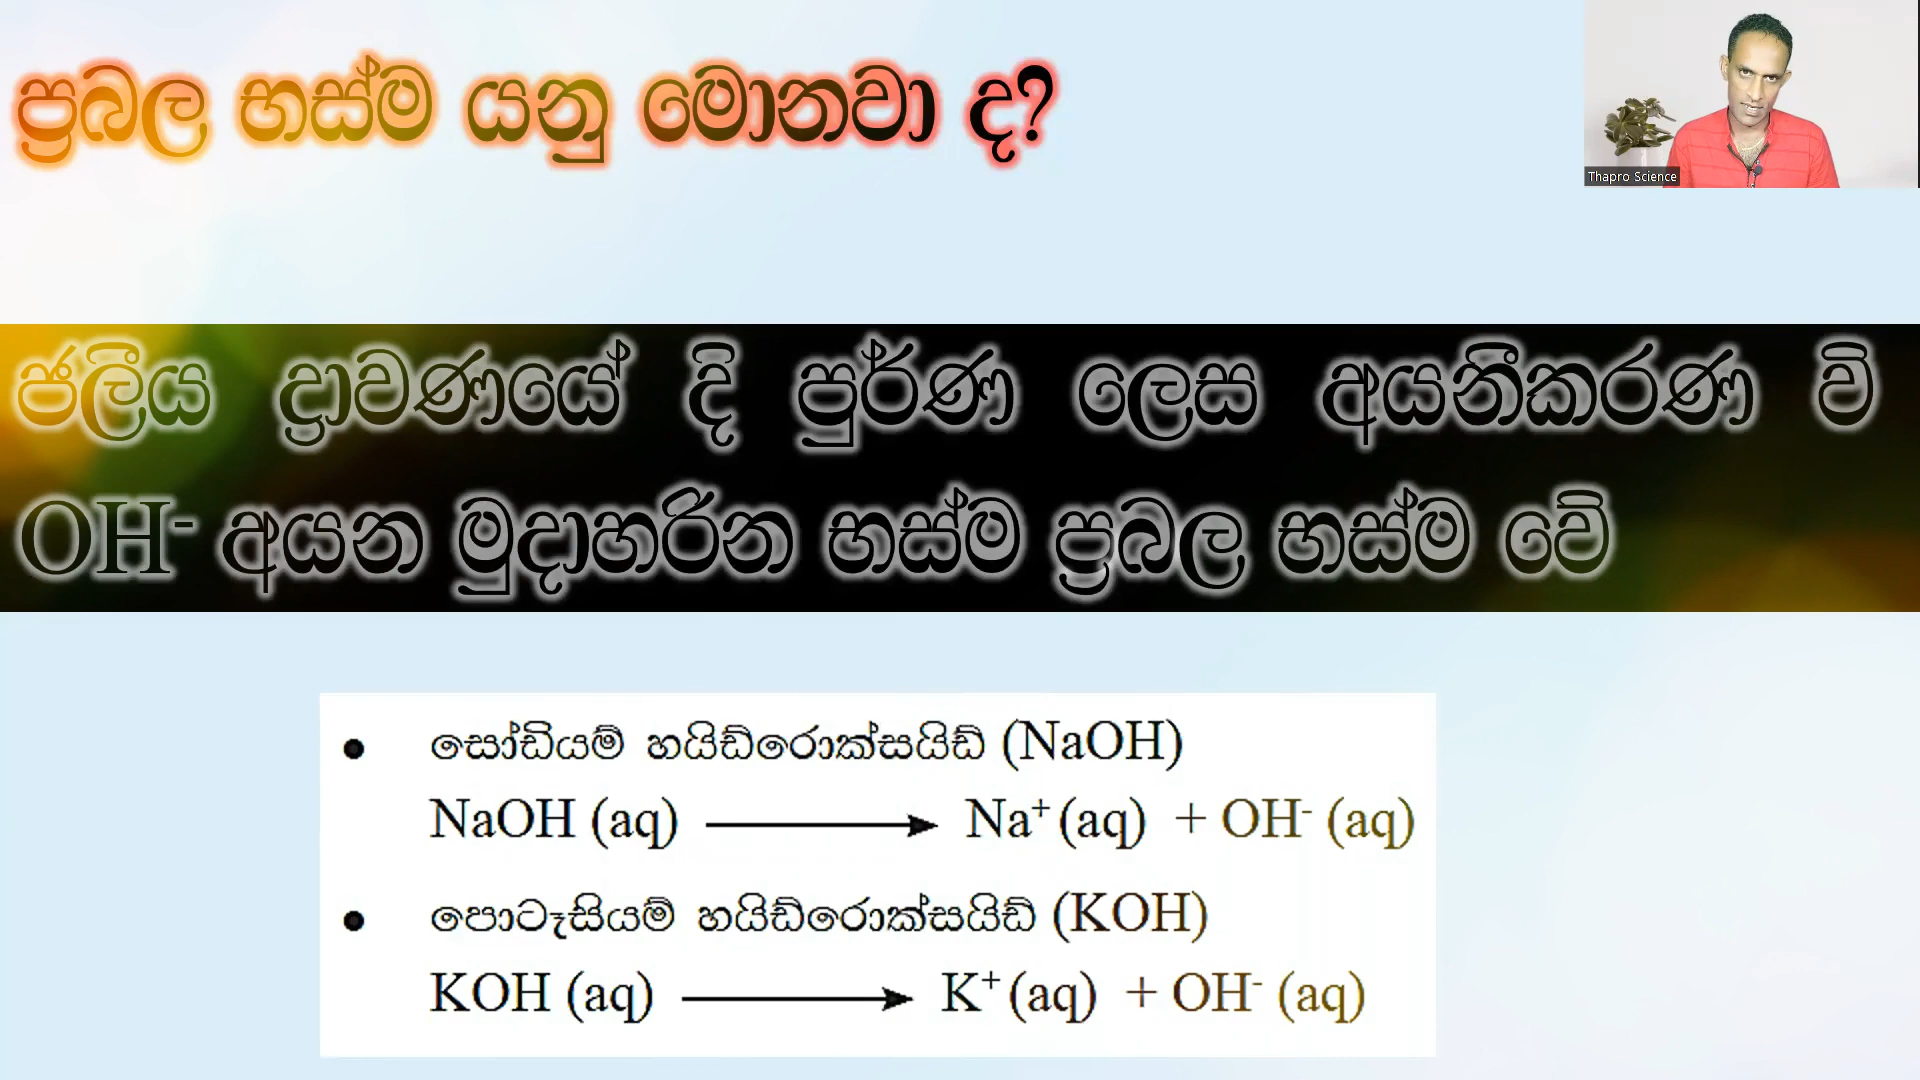 ප්‍රබල භස්ම යනු මොනවා ද?
Thapro Science
ජලීය ද්‍රාවණයේ දි පුර්ණ ලෙස අයනීකරණ වි
OH⁻ අයන මුදාහරින භස්ම ප්‍රබල භස්ම වේ
● සෝඩියම් හයිඩ්රොක්සයිඩ් (NaOH)
NaOH (aq) ⟶ Na⁺ (aq) + OH⁻ (aq)
● පොටෑසියම් හයිඩ්රොක්සයිඩ් (KOH)
KOH (aq) ⟶ K⁺ (aq) + OH⁻ (aq)